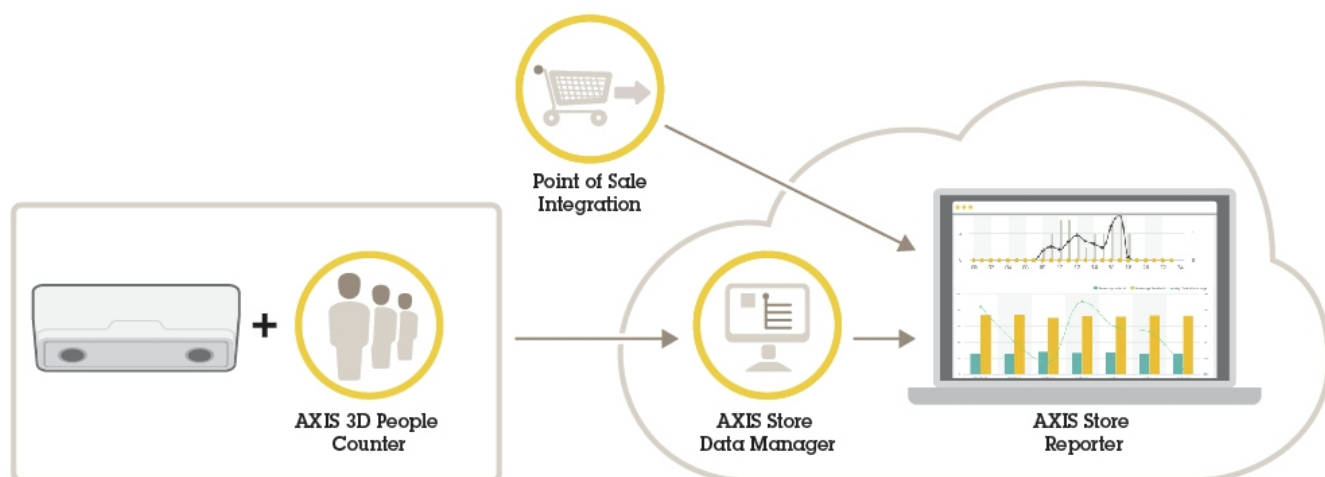 Point of Sale
Integration
AXIS 3D People
Counter
AXIS Store
Data Manager
AXIS Store
Reporter